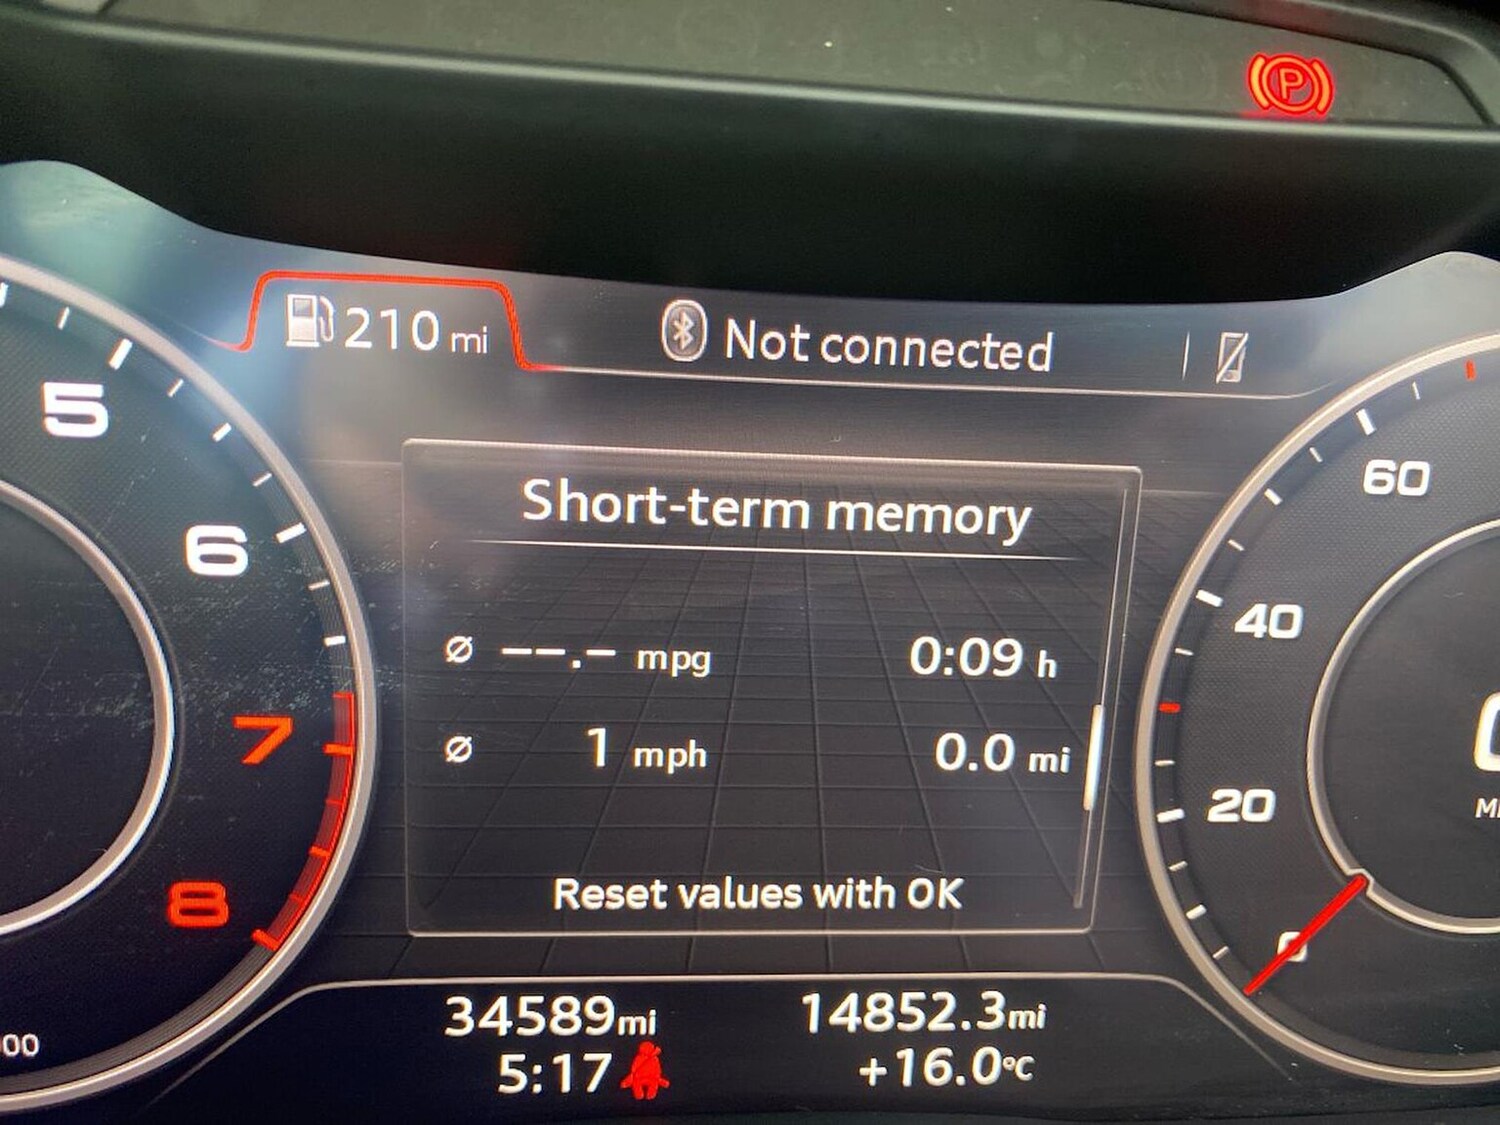 P
210 mi
Not connected
5
6
7
8
Short-term memory
Ø --.- mpg 0:09 h
Ø 1 mph 0.0 mi
Reset values with OK
60
40
20
0
34589mi 14852.3mi
5:17 +16.0°C